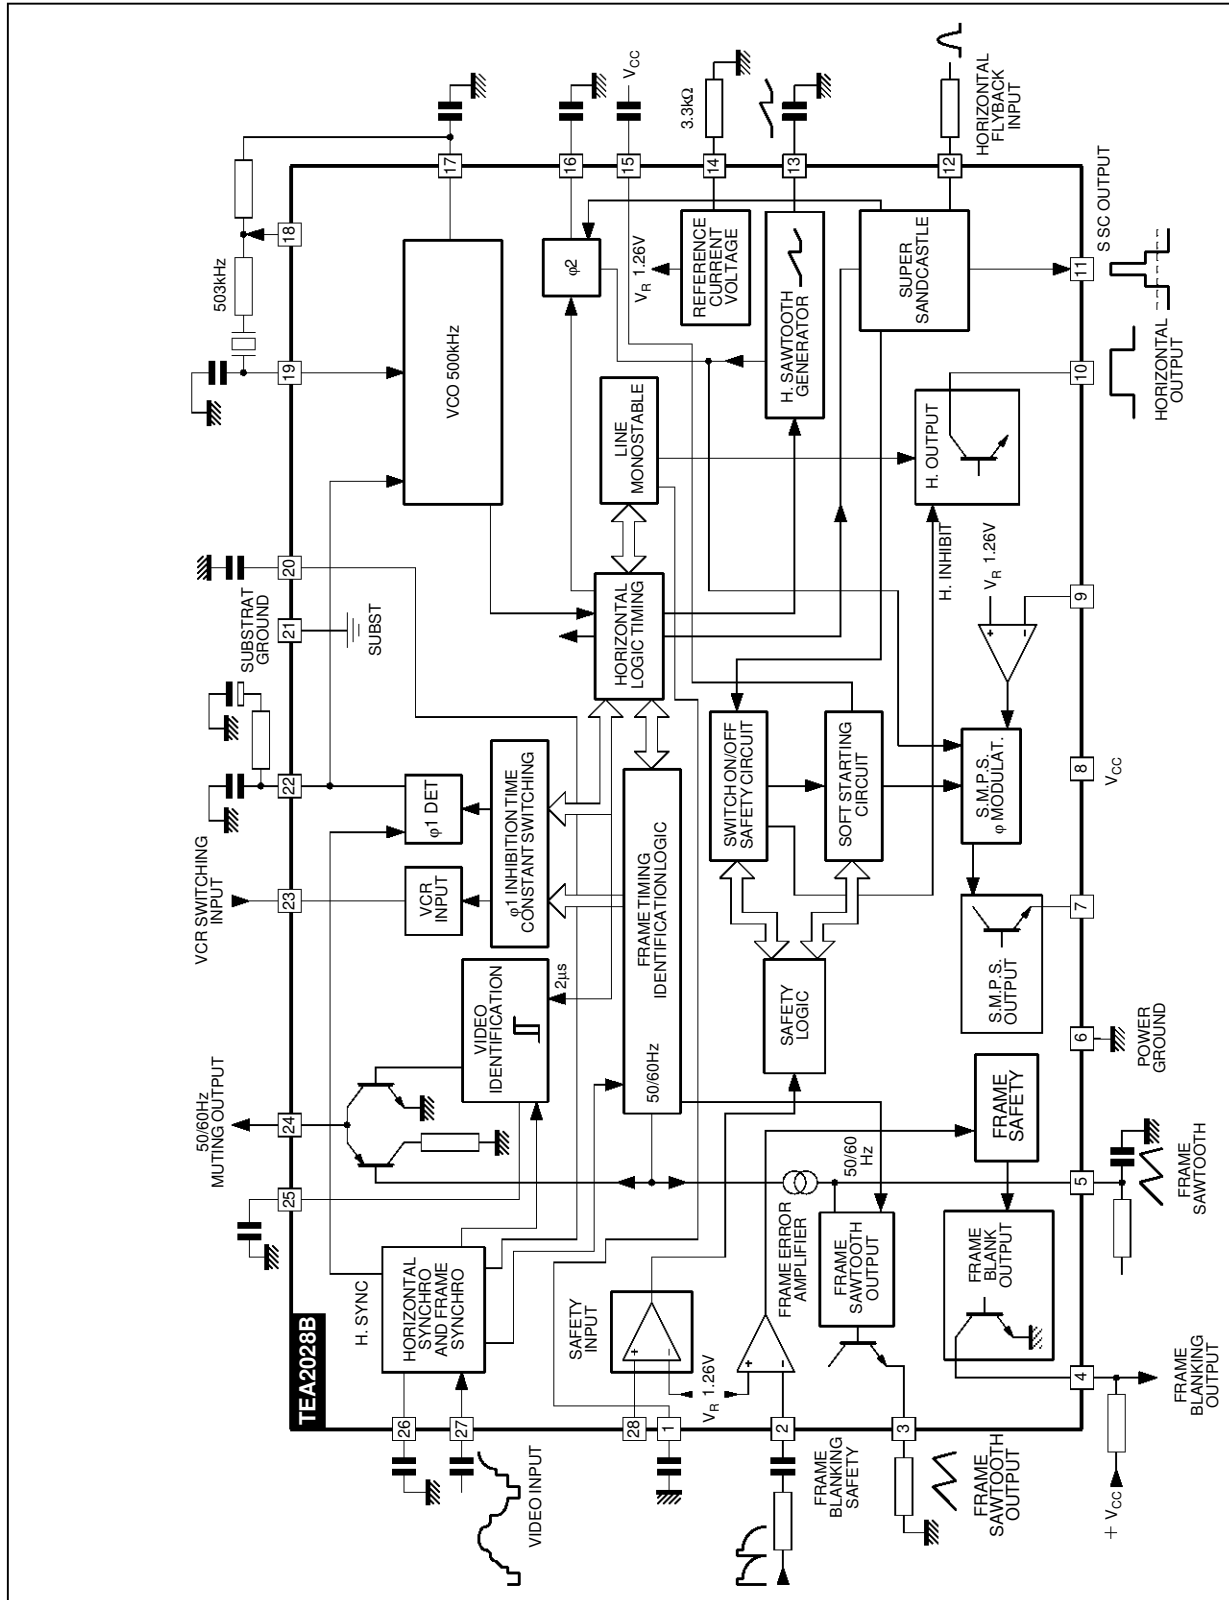 TEA2028B
50/60Hz
MUTING OUTPUT
VCR SWITCHING
INPUT
SUBSTRAT
GROUND
503kHz
25
24
23
22
21
20
19
18
SUBST
H. SYNC
HORIZONTAL
SYNCHRO
AND FRAME
SYNCHRO
VIDEO
IDENTIFICATION
2μs
VCR
INPUT
φ1 DET
φ1 INHIBITION TIME
CONSTANT SWITCHING
VCO 500kHz
17
26
27
VIDEO INPUT
28
1
SAFETY
INPUT
+
-
VR 1.26V
50/60Hz
FRAME TIMING
IDENTIFICATION LOGIC
HORIZONTAL
LOGIC TIMING
LINE
MONOSTABLE
φ2
16
15
VCC
VR 1.26V
REFERENCE
CURRENT
VOLTAGE
14
3.3kΩ
H. SAWTOOTH
GENERATOR
13
SAFETY
LOGIC
SWITCH ON/OFF
SAFETY CIRCUIT
SOFT STARTING
CIRCUIT
SUPER
SANDCASTLE
12
HORIZONTAL
FLYBACK
INPUT
2
+
-
FRAME
BLANKING
SAFETY
FRAME ERROR
AMPLIFIER
50/60
Hz
FRAME
SAWTOOTH
OUTPUT
3
FRAME
SAWTOOTH
OUTPUT
FRAME
SAFETY
FRAME
BLANK
OUTPUT
S.M.P.S.
OUTPUT
S.M.P.S.
φ MODULAT.
+
-
VR 1.26V
H. INHIBIT
H. OUTPUT
4
5
6
7
8
9
10
11
+ VCC
FRAME
BLANKING
OUTPUT
FRAME
SAWTOOTH
POWER
GROUND
VCC
HORIZONTAL
OUTPUT
S SC OUTPUT